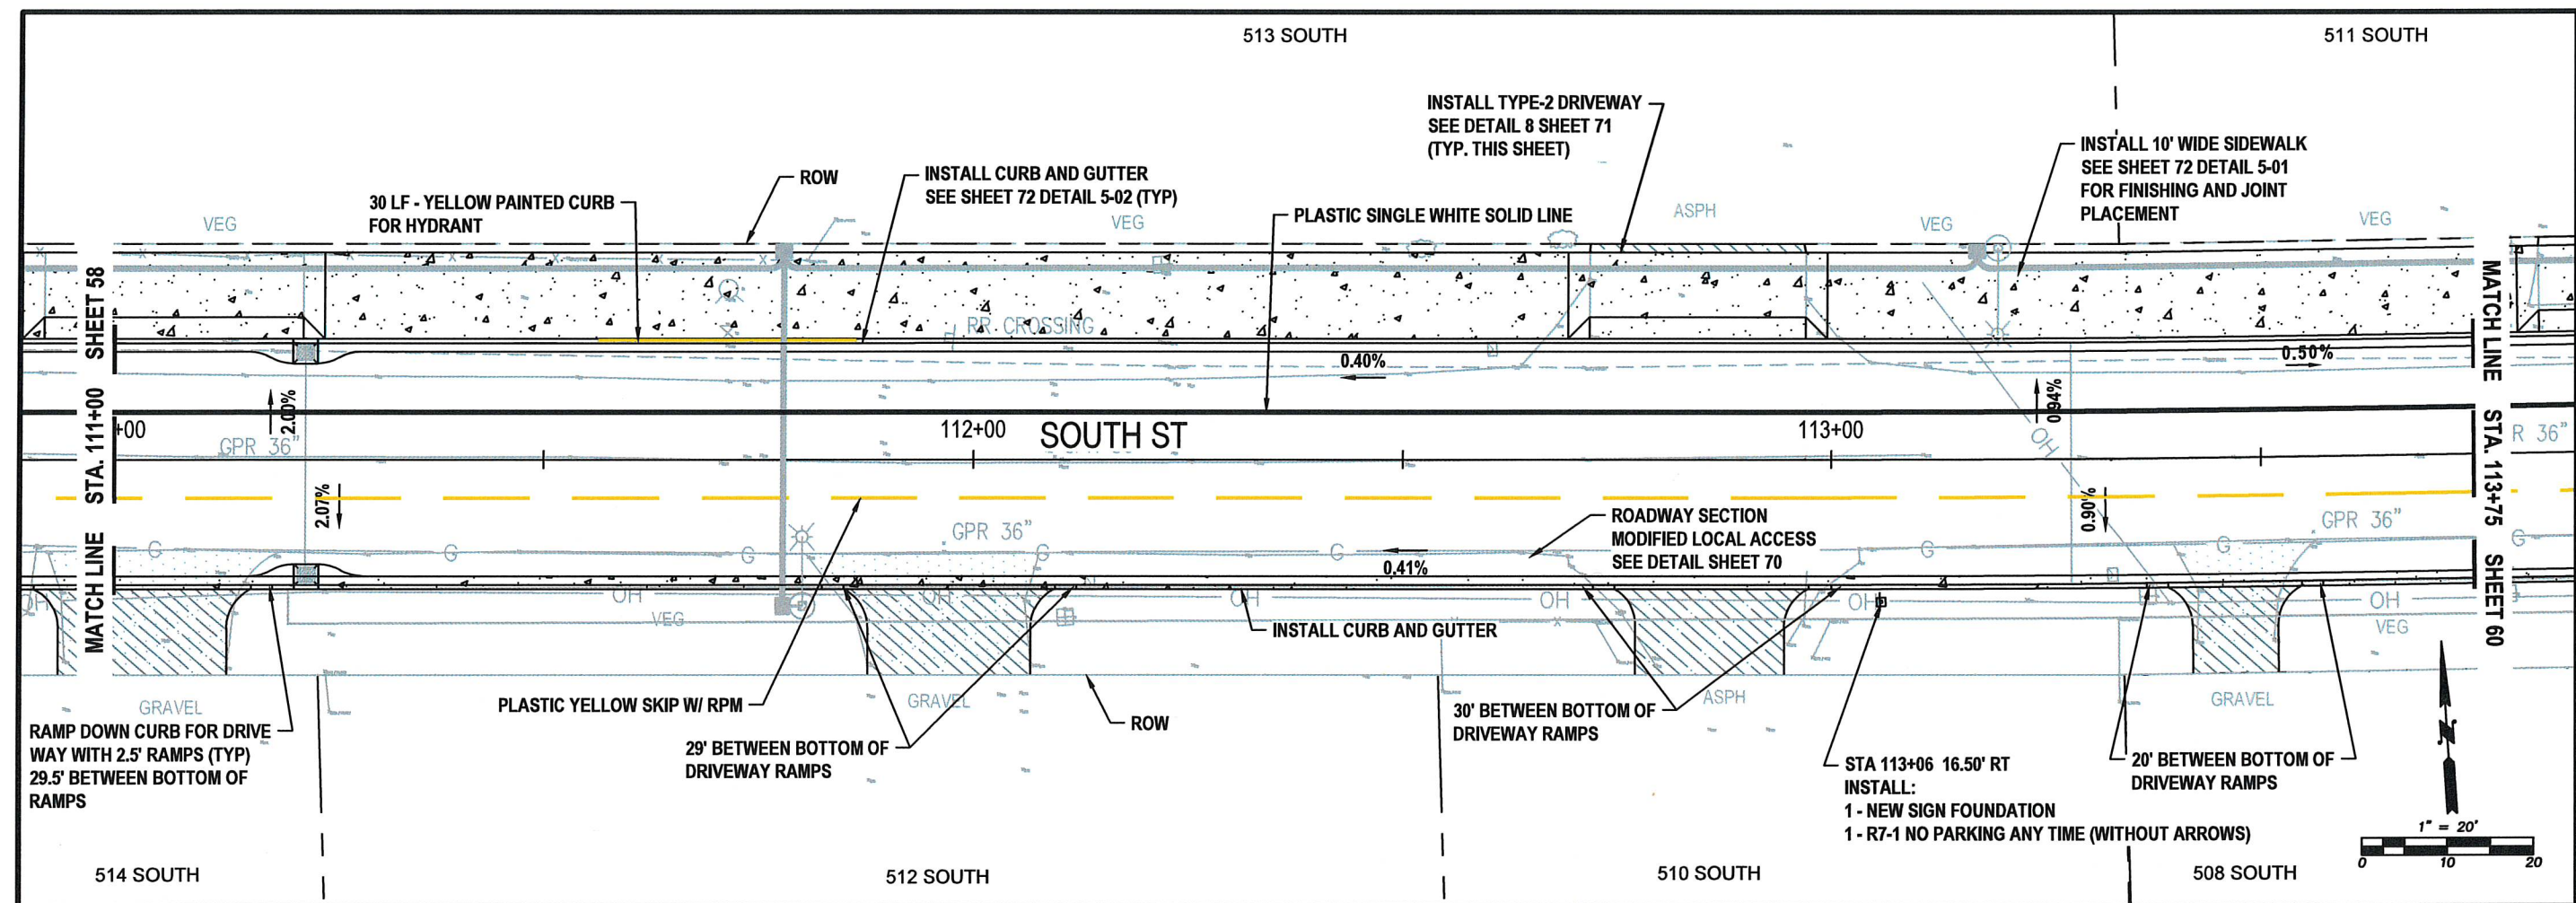 513 SOUTH
511 SOUTH
INSTALL TYPE-2 DRIVEWAY
SEE DETAIL 8 SHEET 71
(TYP. THIS SHEET)
INSTALL 10' WIDE SIDEWALK
SEE SHEET 72 DETAIL 5-01
FOR FINISHING AND JOINT
PLACEMENT
ROW
INSTALL CURB AND GUTTER
SEE SHEET 72 DETAIL 5-02 (TYP)
30 LF - YELLOW PAINTED CURB
FOR HYDRANT
PLASTIC SINGLE WHITE SOLID LINE
VEG
VEG
ASPH
VEG
VEG
RR CROSSING
0.40%
0.50%
MATCH LINE STA. 111+00 SHEET 58
MATCH LINE STA. 113+75 SHEET 60
2.00%
0.94%
+00
112+00
SOUTH ST
113+00
GPR 36"
OH
R 36"
2.07%
0.90%
GPR 36"
GPR 36"
ROADWAY SECTION
MODIFIED LOCAL ACCESS
SEE DETAIL SHEET 70
G
G
G
G
G
G
G
G
0.41%
OH
OH
OH
OH
OH
OH
OH
VEG
VEG
INSTALL CURB AND GUTTER
GRAVEL
GRAVEL
ASPH
GRAVEL
PLASTIC YELLOW SKIP W/ RPM
ROW
RAMP DOWN CURB FOR DRIVE
WAY WITH 2.5' RAMPS (TYP)
29.5' BETWEEN BOTTOM OF
RAMPS
29' BETWEEN BOTTOM OF
DRIVEWAY RAMPS
30' BETWEEN BOTTOM OF
DRIVEWAY RAMPS
STA 113+06 16.50' RT
INSTALL:
1 - NEW SIGN FOUNDATION
1 - R7-1 NO PARKING ANY TIME (WITHOUT ARROWS)
20' BETWEEN BOTTOM OF
DRIVEWAY RAMPS
N
1" = 20'
0 10 20
514 SOUTH
512 SOUTH
510 SOUTH
508 SOUTH